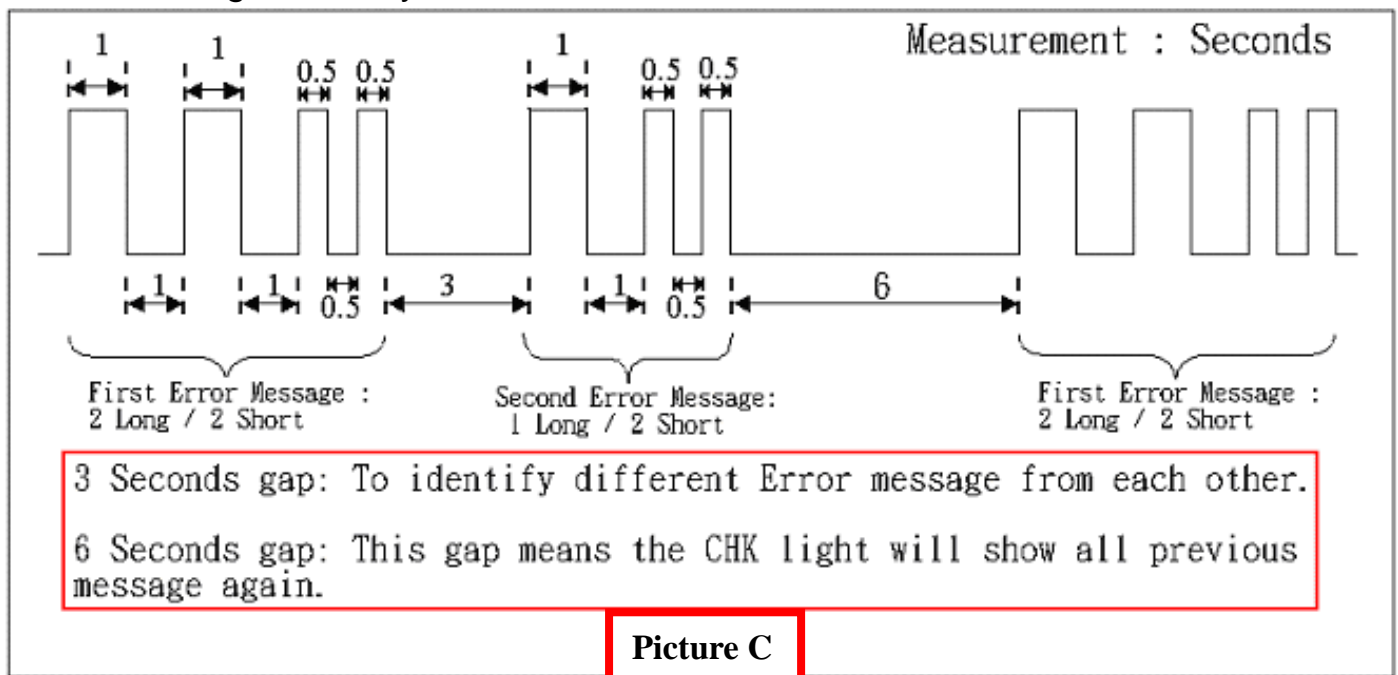 Measurement : Seconds
1 1 0.5 0.5 1 0.5 0.5
1 1 0.5 3 1 0.5 6
First Error Message :
2 Long / 2 Short
Second Error Message:
1 Long / 2 Short
First Error Message :
2 Long / 2 Short
3 Seconds gap: To identify different Error message from each other.
6 Seconds gap: This gap means the CHK light will show all previous
message again.
Picture C